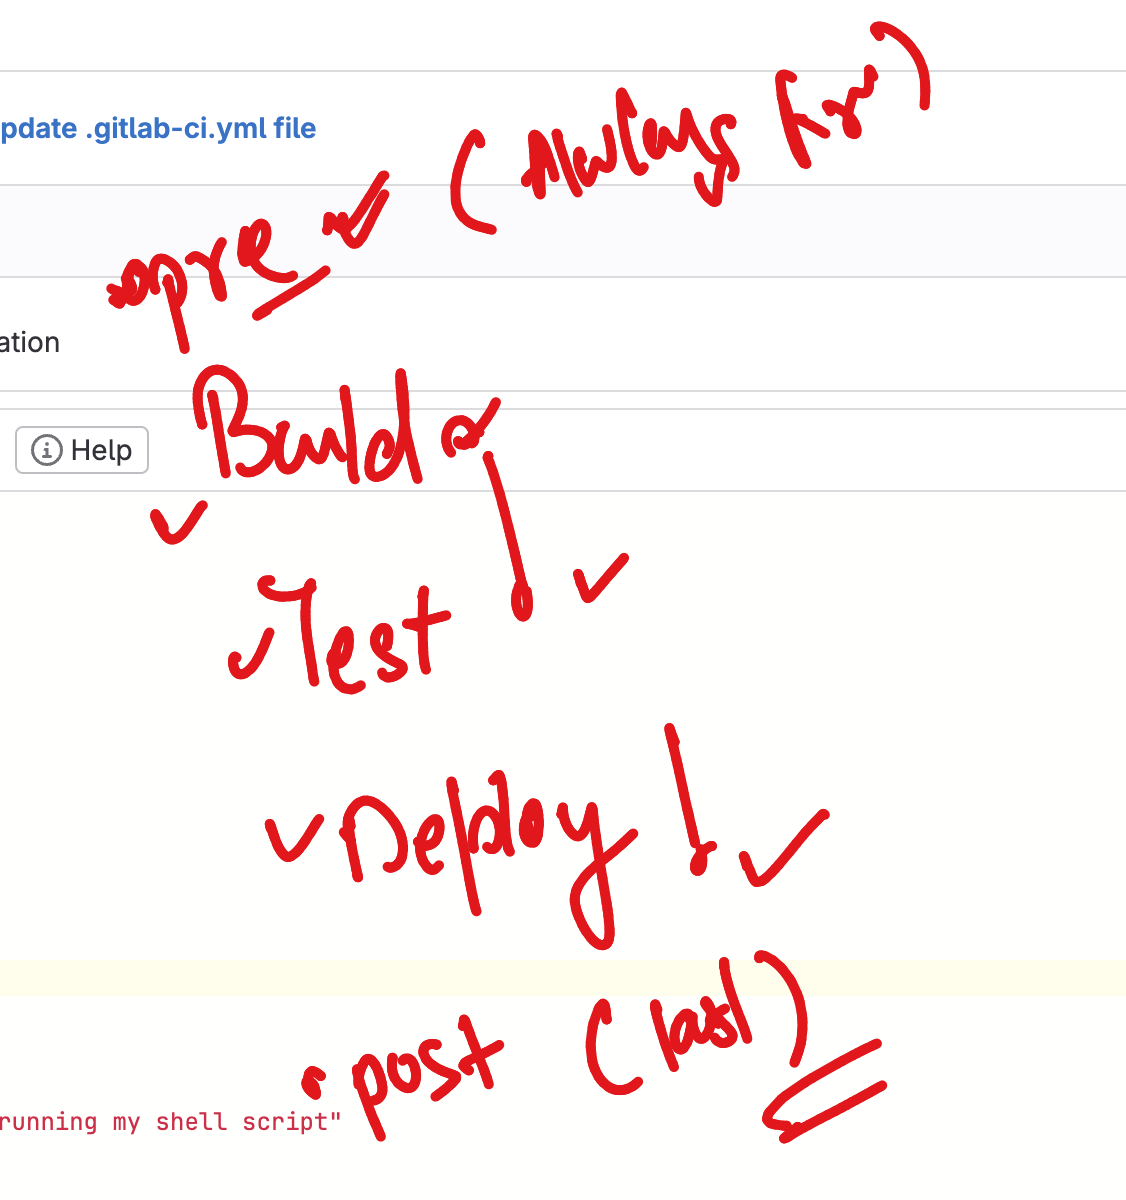 pdate .gitlab-ci.yml file
.pre (Always first)
ation
Help
Build
Test
Deploy
.post (last)
running my shell script"